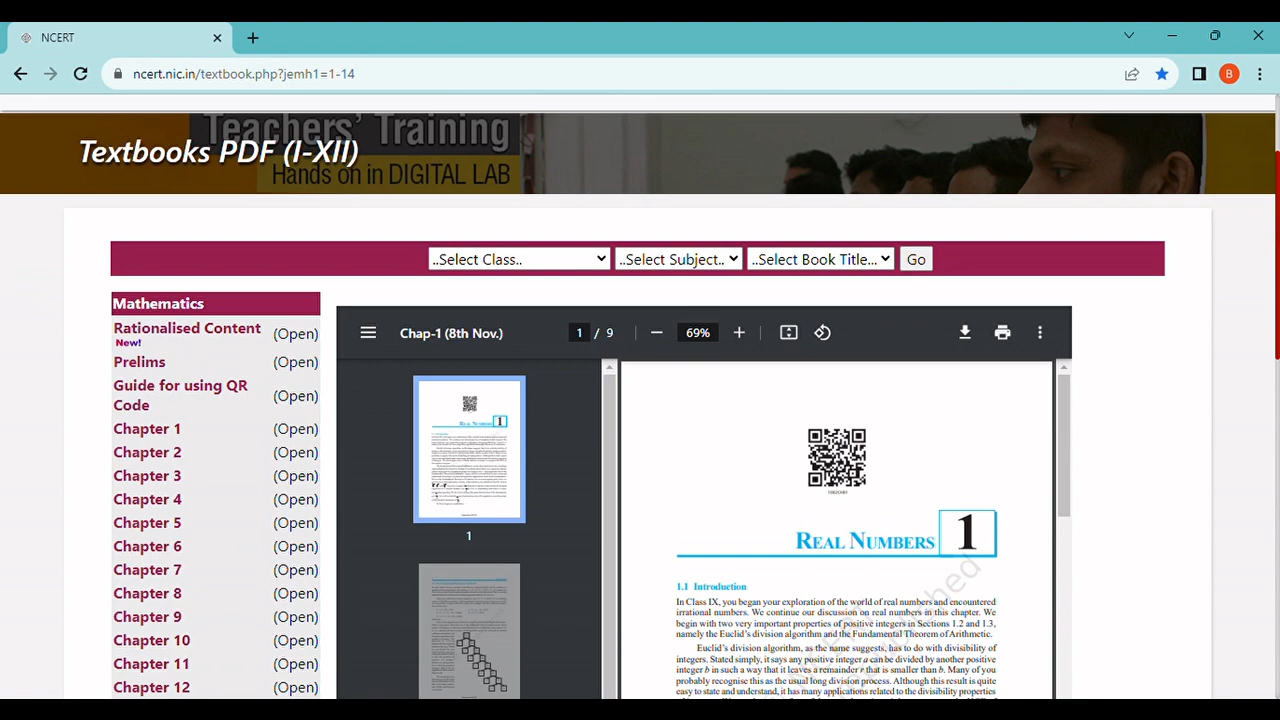 NCERT
ncert.nic.in/textbook.php?jemh1=1-14
B
Teachers' Training
Textbooks PDF (I-XII)
Hands on in DIGITAL LAB
..Select Class..
..Select Subject..
..Select Book Title...
Go
Mathematics
Rationalised Content (Open)
New!
Prelims (Open)
Guide for using QR Code (Open)
Chapter 1 (Open)
Chapter 2 (Open)
Chapter 3 (Open)
Chapter 4 (Open)
Chapter 5 (Open)
Chapter 6 (Open)
Chapter 7 (Open)
Chapter 8 (Open)
Chapter 9 (Open)
Chapter 10 (Open)
Chapter 11 (Open)
Chapter 12 (Open)
Chap-1 (8th Nov.)
1 / 9
69%
REAL NUMBERS 1
1
REAL NUMBERS 1
1.1 Introduction
In Class IX, you began your exploration of the world of real numbers and encountered
irrational numbers. We continue our discussion on real numbers in this chapter. We
begin with two very important properties of positive integers in Sections 1.2 and 1.3,
namely the Euclid's division algorithm and the Fundamental Theorem of Arithmetic.
Euclid's division algorithm, as the name suggests, has to do with divisibility of
integers. Stated simply, it says any positive integer a can be divided by another positive
integer b in such a way that it leaves a remainder r that is smaller than b. Many of you
probably recognise this as the usual long division process. Although this result is quite
easy to state and understand, it has many applications related to the divisibility properties